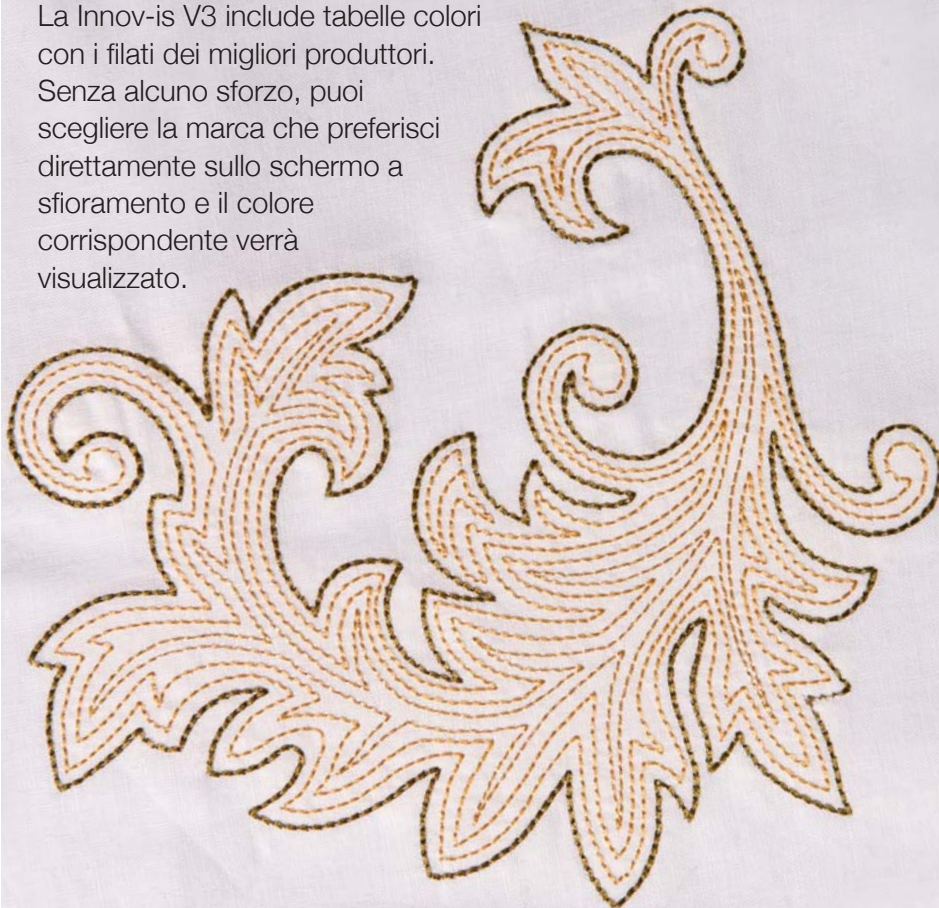 La Innov-is V3 include tabelle colori
con i filati dei migliori produttori.
Senza alcuno sforzo, puoi
scegliere la marca che preferisci
direttamente sullo schermo a
sfioramento e il colore
corrispondente verrà
visualizzato.